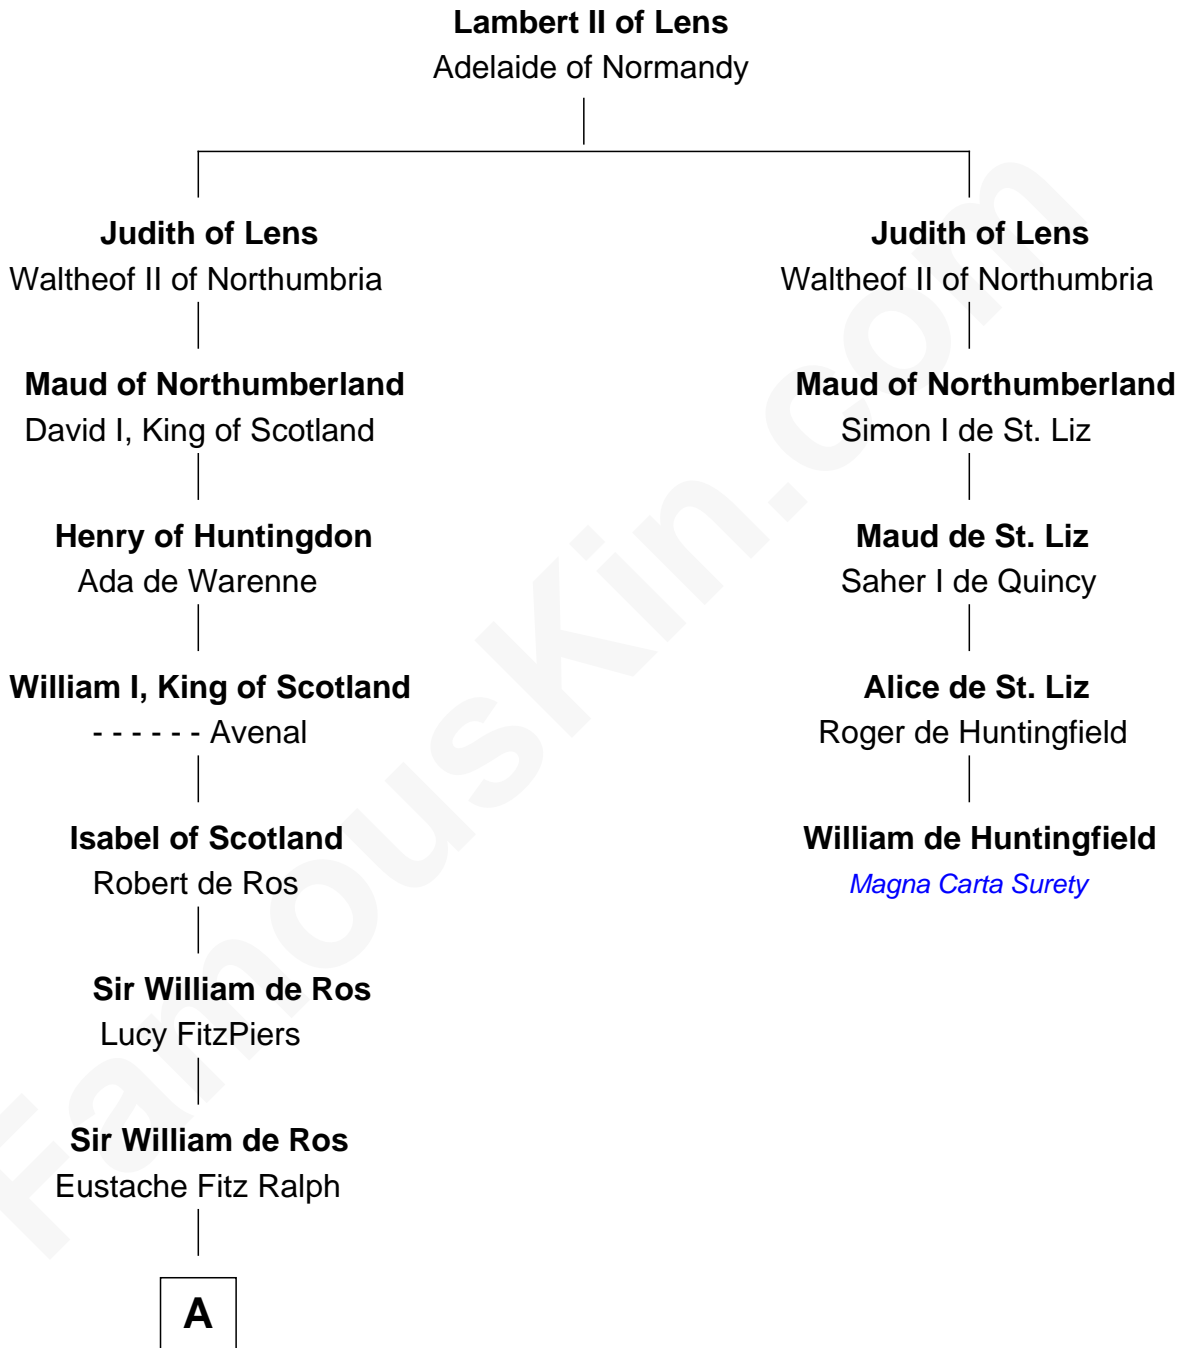 Lambert II of Lens
Adelaide of Normandy
Judith of Lens
Waltheof II of Northumbria
Maud of Northumberland
David I, King of Scotland
Henry of Huntingdon
Ada de Warenne
William I, King of Scotland
- - - - - - Avenal
Isabel of Scotland
Robert de Ros
Sir William de Ros
Lucy FitzPiers
Sir William de Ros
Eustache Fitz Ralph
A
Judith of Lens
Waltheof II of Northumbria
Maud of Northumberland
Simon I de St. Liz
Maud de St. Liz
Saher I de Quincy
Alice de St. Liz
Roger de Huntingfield
William de Huntingfield
Magna Carta Surety
FamousKin.com